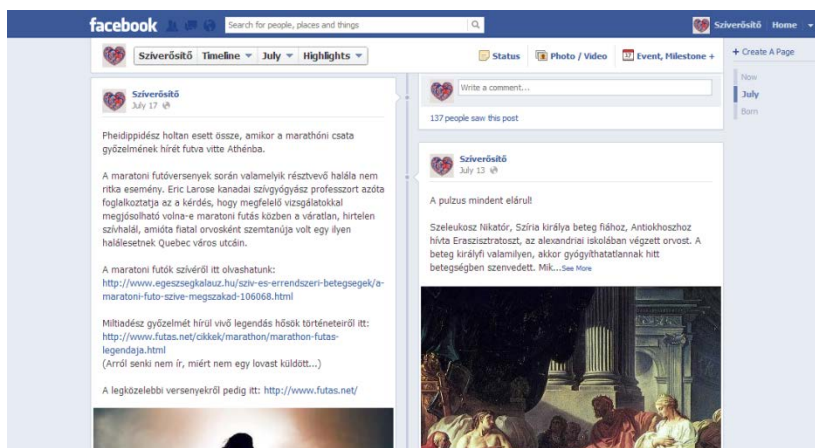 facebook
Search for people, places and things
Szíverősítő Home
Szíverősítő Timeline July Highlights
Status Photo / Video Event, Milestone +
+ Create A Page
Now
July
Born
Szíverősítő
July 17
Pheidippidész holtan esett össze, amikor a marathóni csata
győzelmének hírét futva vitte Athénba.
A maratoni futóversenyek során valamelyik résztvevő halála nem
ritka esemény. Eric Larose kanadai szívgyógyász professzort azóta
foglalkoztatja az a kérdés, hogy megfelelő vizsgálatokkal
megjósolható volna-e maratoni futás közben a váratlan, hirtelen
szívhalál, amióta fiatal orvosként szemtanúja volt egy ilyen
halálesetnek Quebec város utcáin.
A maratoni futók szívéről itt olvashatunk:
http://www.egeszsegkalauz.hu/sziv-es-errendszeri-betegsegek/a-
maratoni-futo-szive-megszakad-106068.html
Miltiadész győzelmét hírül vivő legendás hősök történeteiről itt:
http://www.futas.net/cikkek/marathon/marathon-futas-
legendaja.html
(Arról senki nem ír, miért nem egy lovast küldött...)
A legközelebbi versenyekről pedig itt: http://www.futas.net/
Write a comment...
137 people saw this post
Szíverősítő
July 13
A pulzus mindent elárul!
Szeleukosz Nikatór, Szíria királya beteg fiához, Antiokhoszhoz
hívta Erasszisztratoszt, az alexandriai iskolában végzett orvost. A
beteg királyfi valamilyen, akkor gyógyíthatatlannak hitt
betegségben szenvedett. Mik...See More